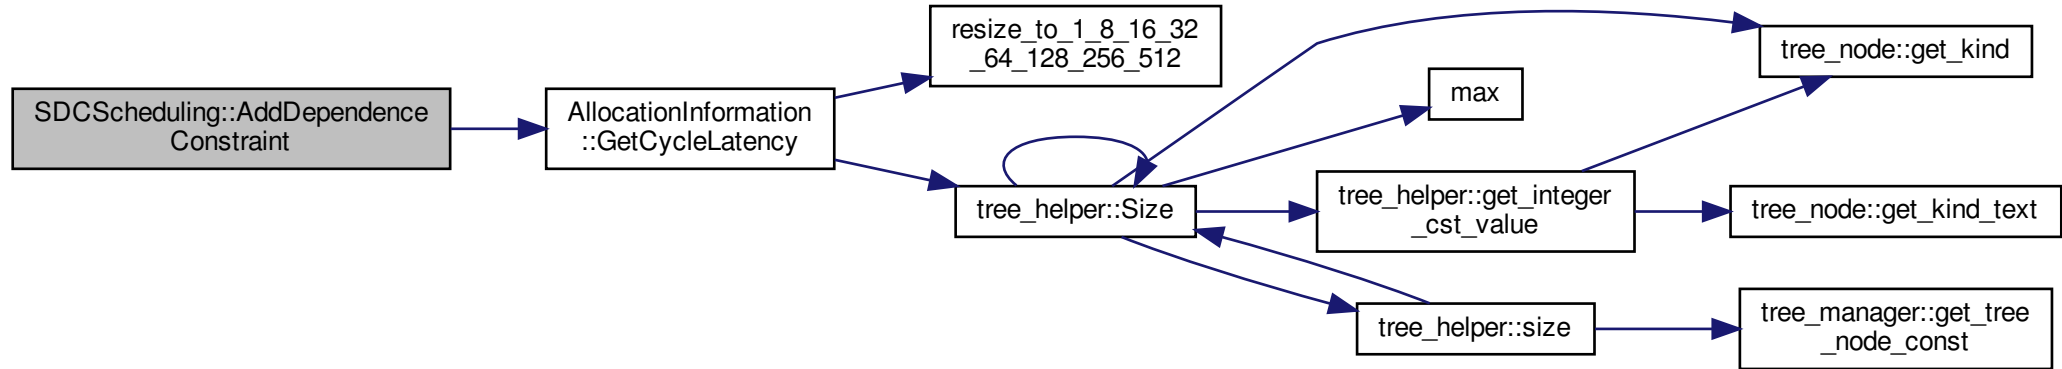 SDCScheduling::AddDependence
Constraint
AllocationInformation
::GetCycleLatency
resize_to_1_8_16_32
_64_128_256_512
tree_helper::Size
tree_node::get_kind
max
tree_helper::get_integer
_cst_value
tree_node::get_kind_text
tree_helper::size
tree_manager::get_tree
_node_const